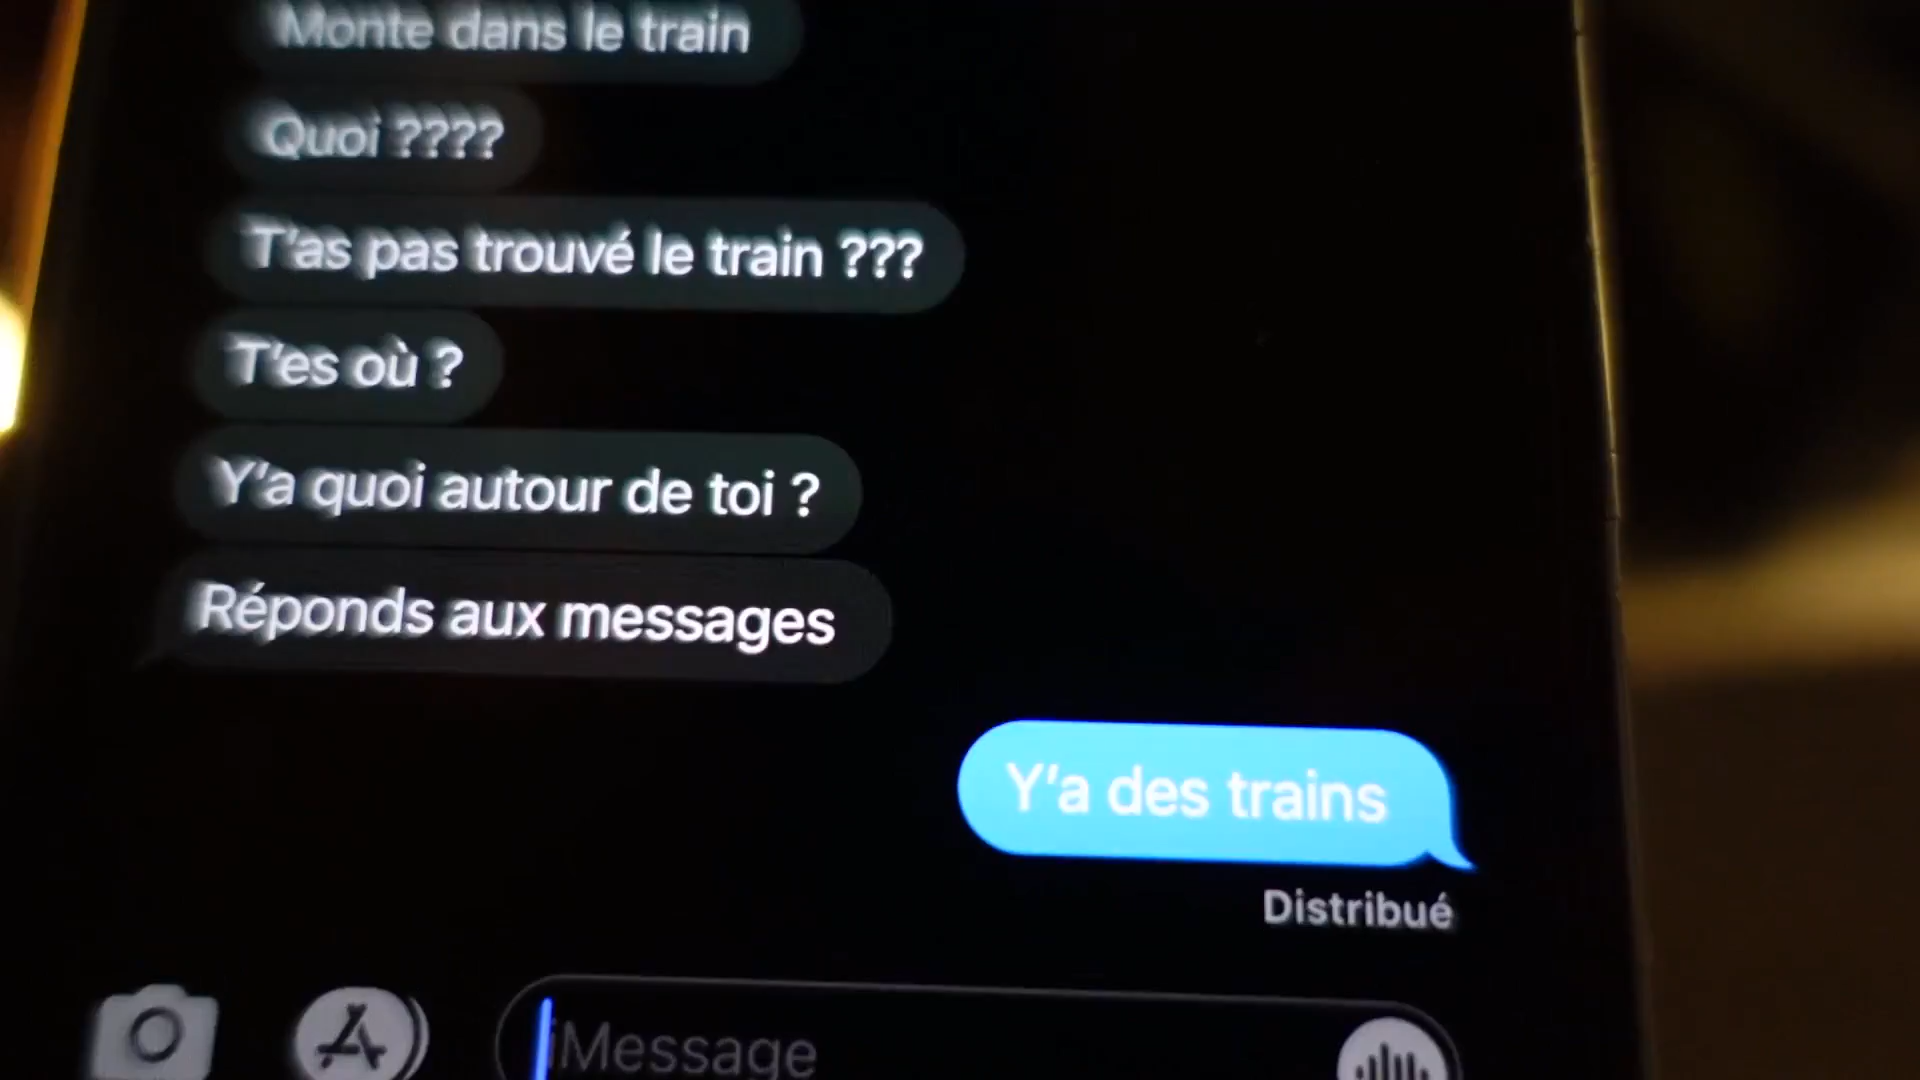 Monte dans le train
Quoi ????
T'as pas trouvé le train ???
T'es où ?
Y'a quoi autour de toi ?
Réponds aux messages
Y'a des trains
Distribué
iMessage